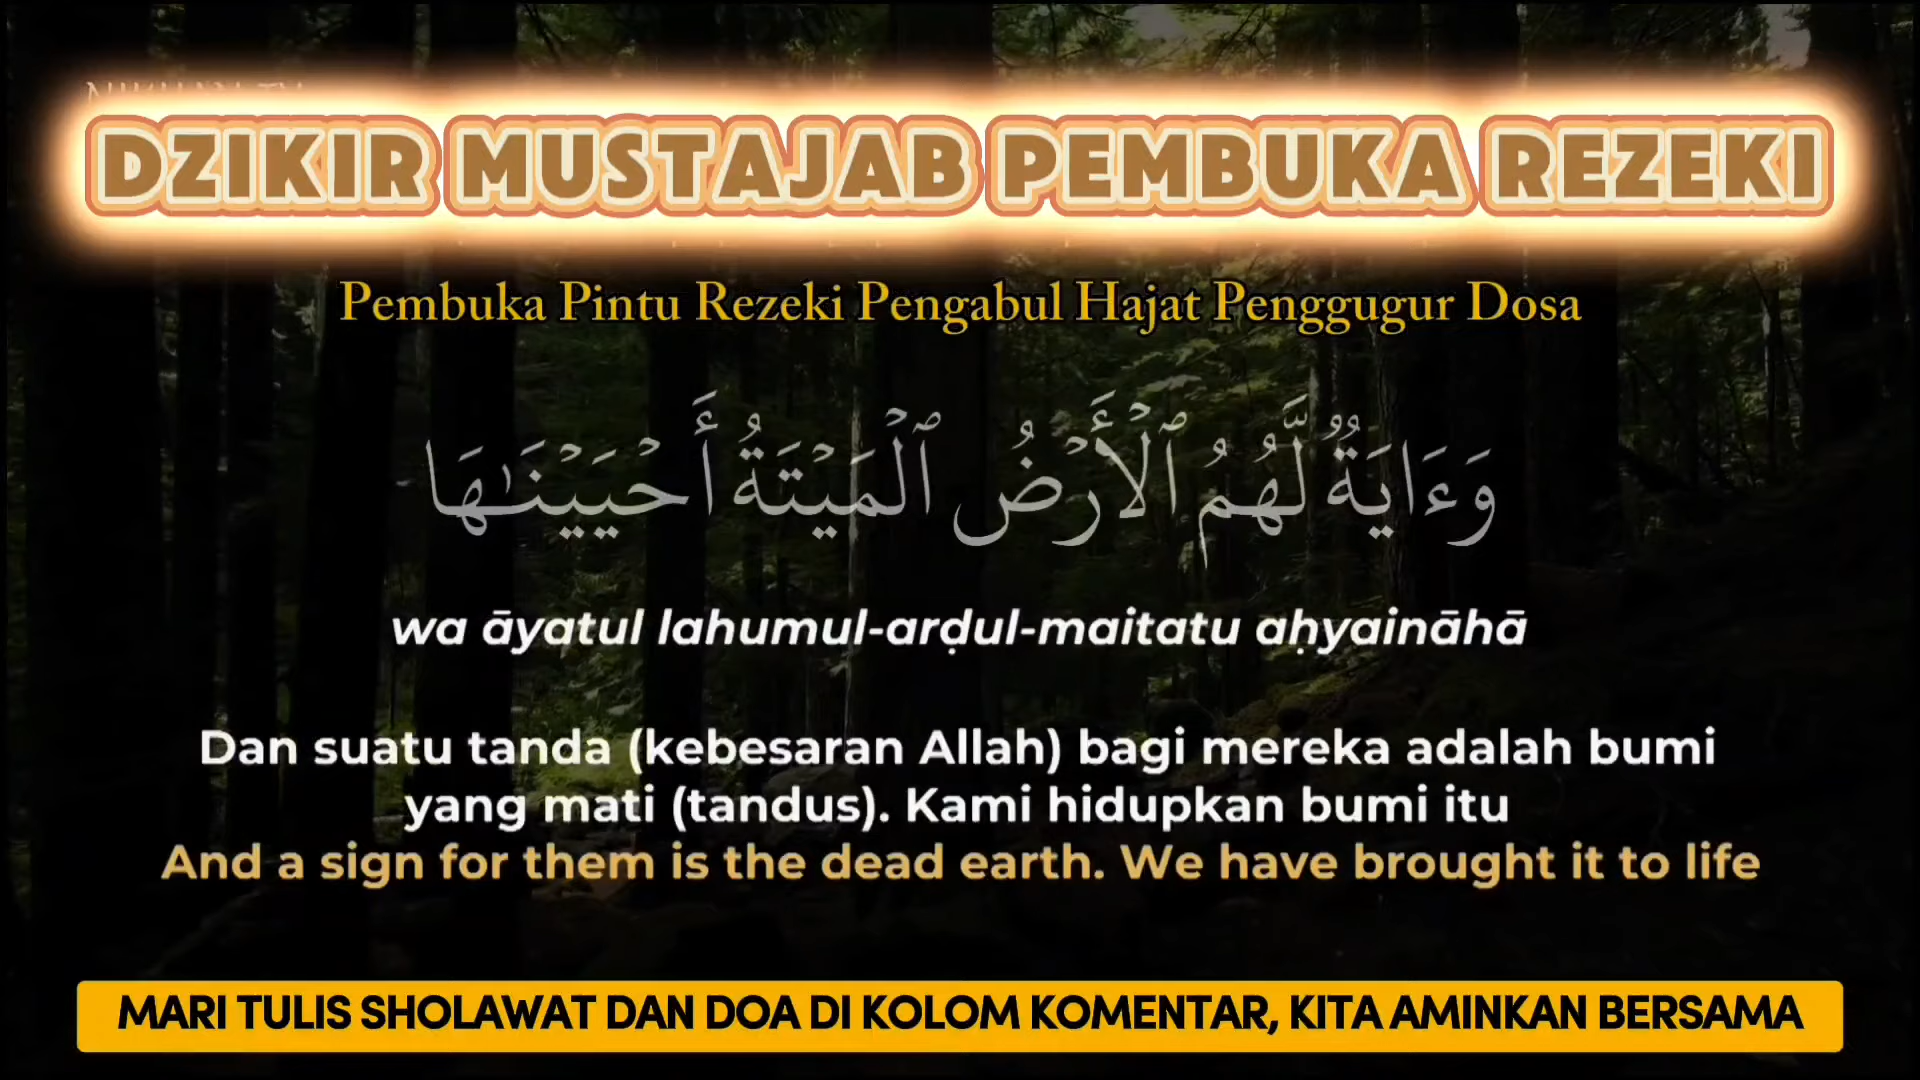 DZIKIR MUSTAJAB PEMBUKA REZEKI
Pembuka Pintu Rezeki Pengabul Hajat Penggugur Dosa
وَءَايَةٌ لَّهُمُ ٱلْأَرْضُ ٱلْمَيْتَةُ أَحْيَيْنَـٰهَا
wa āyatul lahumul-arḍul-maitatu aḥyaināhā
Dan suatu tanda (kebesaran Allah) bagi mereka adalah bumi
yang mati (tandus). Kami hidupkan bumi itu
And a sign for them is the dead earth. We have brought it to life
MARI TULIS SHOLAWAT DAN DOA DI KOLOM KOMENTAR, KITA AMINKAN BERSAMA